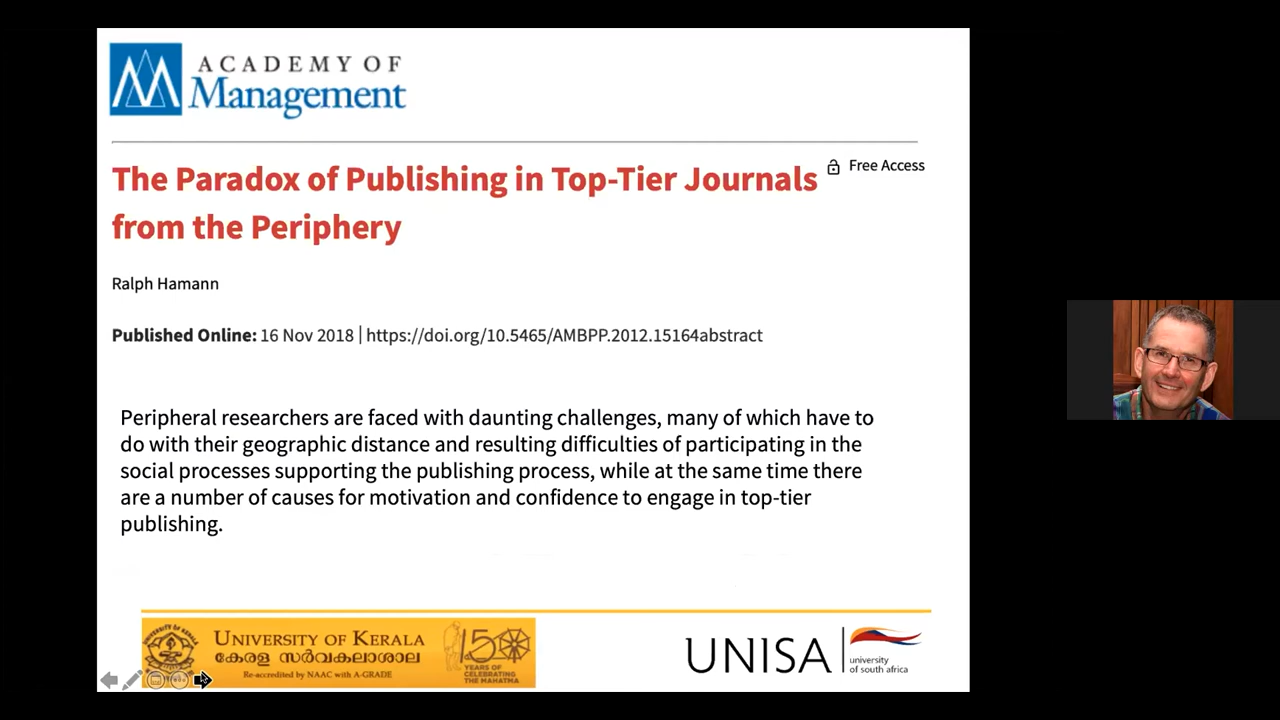 ACADEMY OF
Management
The Paradox of Publishing in Top-Tier Journals
from the Periphery
Free Access
Ralph Hamann
Published Online: 16 Nov 2018 | https://doi.org/10.5465/AMBPP.2012.15164abstract
Peripheral researchers are faced with daunting challenges, many of which have to
do with their geographic distance and resulting difficulties of participating in the
social processes supporting the publishing process, while at the same time there
are a number of causes for motivation and confidence to engage in top-tier
publishing.
UNIVERSITY OF KERALA
കേരള സർവകലാശാല
Re-accredited by NAAC with A-GRADE
150
YEARS OF
CELEBRATING
THE MAHATMA
UNISA
university
of south africa